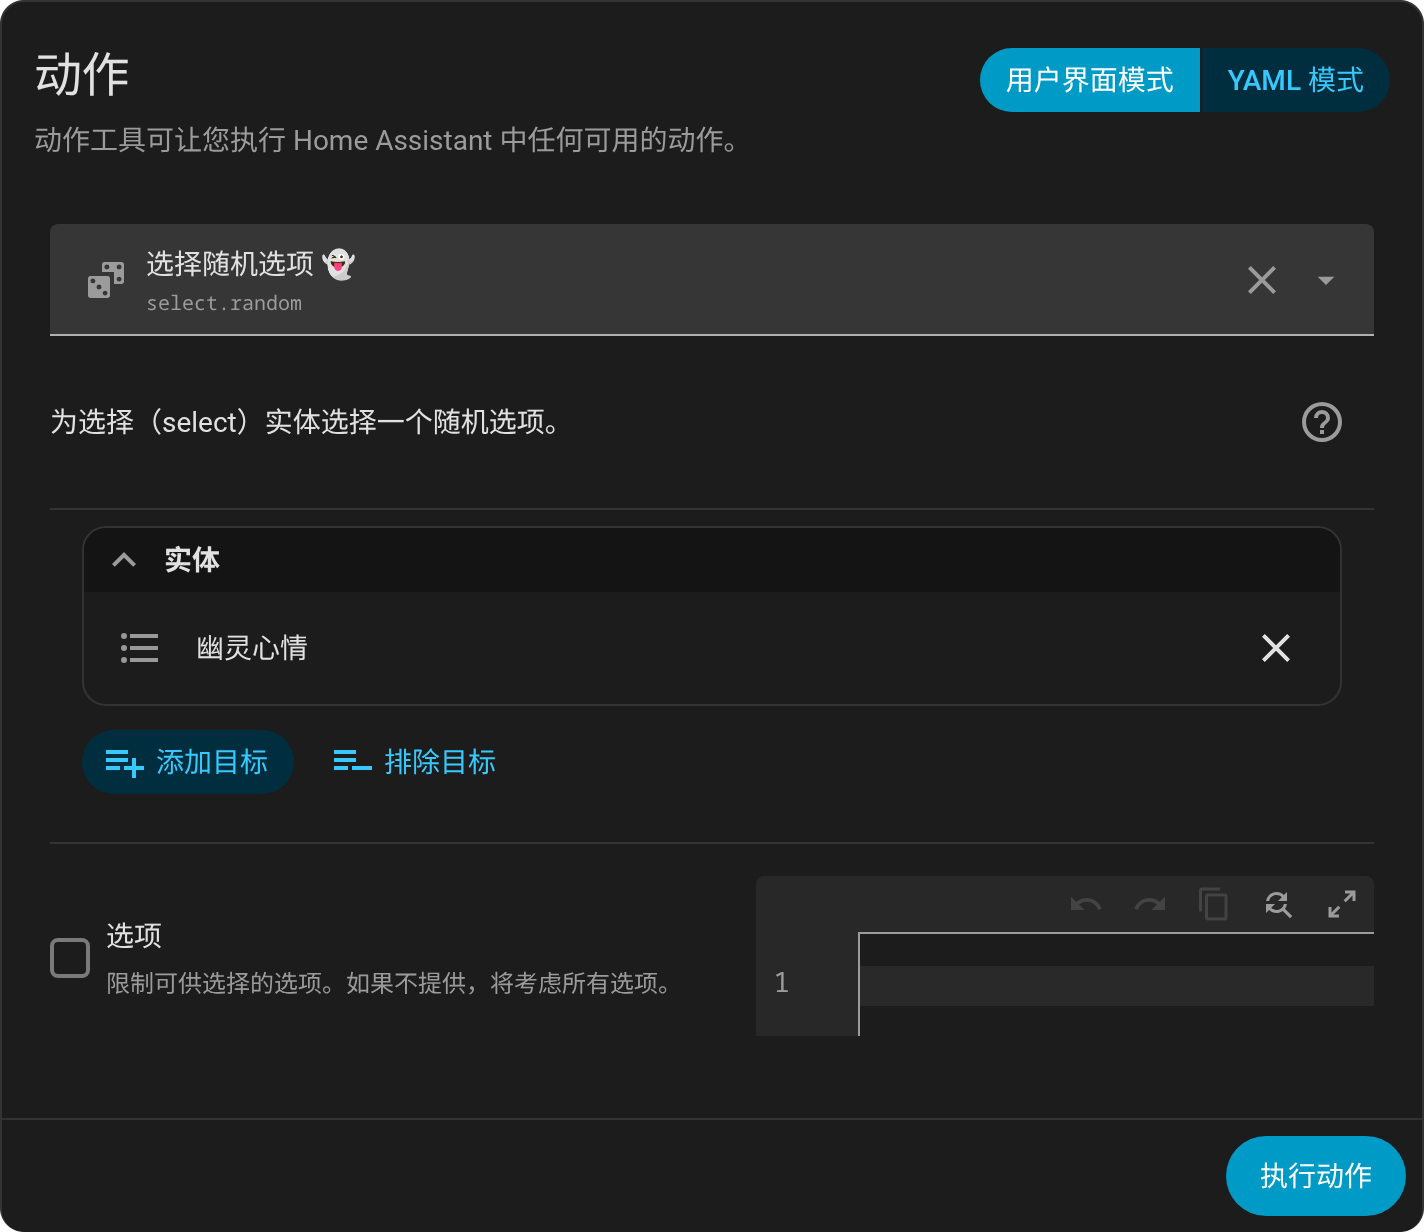 动作
用户界面模式
YAML 模式
动作工具可让您执行 Home Assistant 中任何可用的动作。
选择随机选项 👻
select.random
为选择（select）实体选择一个随机选项。
实体
幽灵心情
添加目标
排除目标
选项
限制可供选择的选项。如果不提供，将考虑所有选项。
1
执行动作